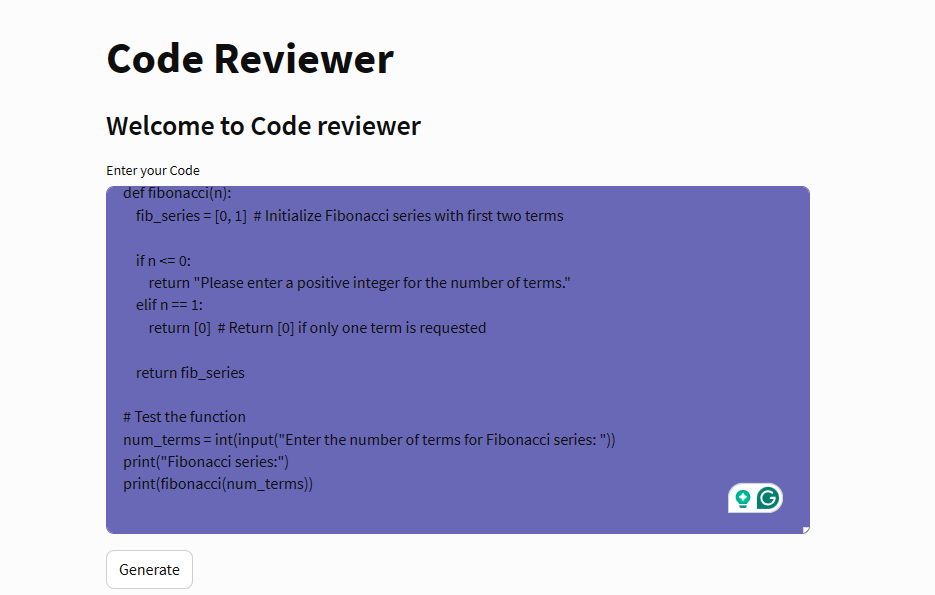 Code Reviewer
Welcome to Code reviewer
Enter your Code
def fibonacci(n):
    fib_series = [0, 1]  # Initialize Fibonacci series with first two terms
    if n <= 0:
        return "Please enter a positive integer for the number of terms."
    elif n == 1:
        return [0]  # Return [0] if only one term is requested
    return fib_series
# Test the function
num_terms = int(input("Enter the number of terms for Fibonacci series: "))
print("Fibonacci series:")
print(fibonacci(num_terms))
Generate